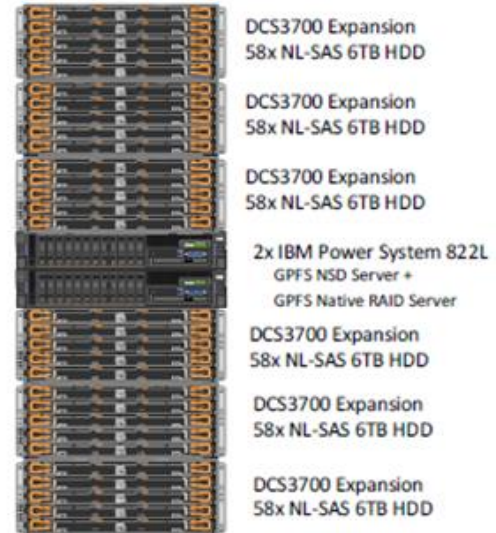 DCS3700 Expansion
58x NL-SAS 6TB HDD
DCS3700 Expansion
58x NL-SAS 6TB HDD
DCS3700 Expansion
58x NL-SAS 6TB HDD
2x IBM Power System 822L
GPFS NSD Server +
GPFS Native RAID Server
DCS3700 Expansion
58x NL-SAS 6TB HDD
DCS3700 Expansion
58x NL-SAS 6TB HDD
DCS3700 Expansion
58x NL-SAS 6TB HDD